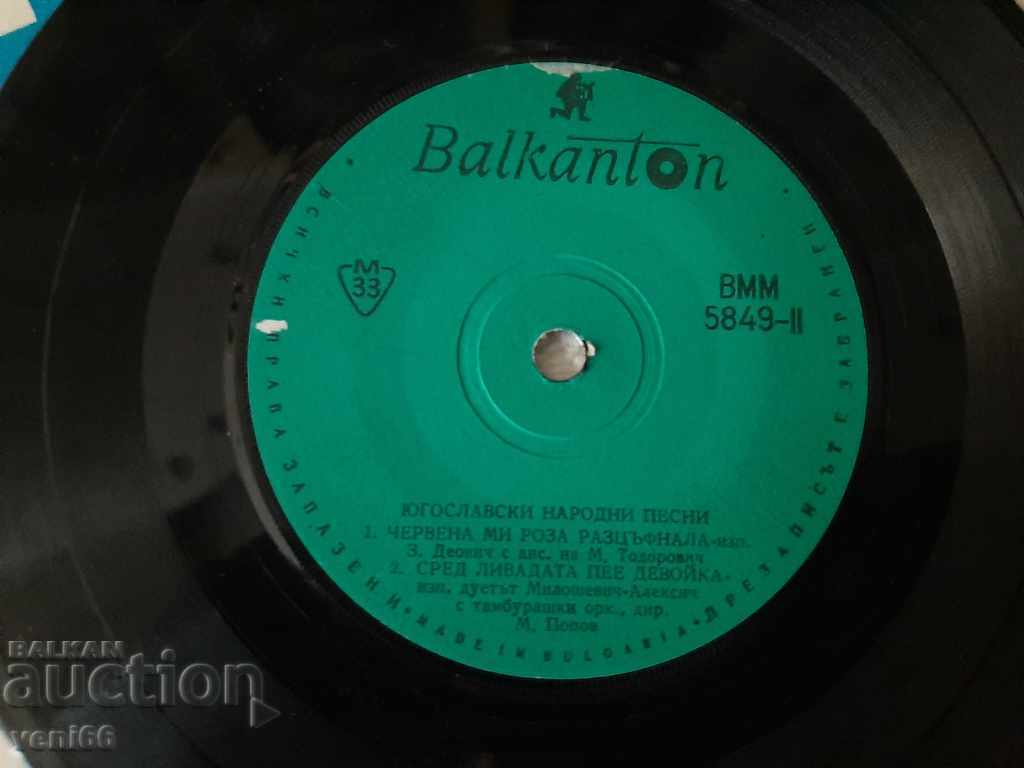 Balkanton
М
33
ВММ
5849-II
ЮГОСЛАВСКИ НАРОДНИ ПЕСНИ
1. ЧЕРВЕНА МИ РОЗА РАЗЦЪФНАЛА-изп.
З. Деович с анс. на М. Тодорович
2. СРЕД ЛИВАДАТА ПЕЕ ДЕВОЙКА-
изп. дуетът Милошевич-Алексич
с тамбурашки орк., дир.
М. Попов
ВСИЧКИ ПРАВА ЗАПАЗЕНИ • MADE IN BULGARIA • ПРЕЗАПИСЪТ Е ЗАБРАНЕН •
BALKAN
auction
veni66